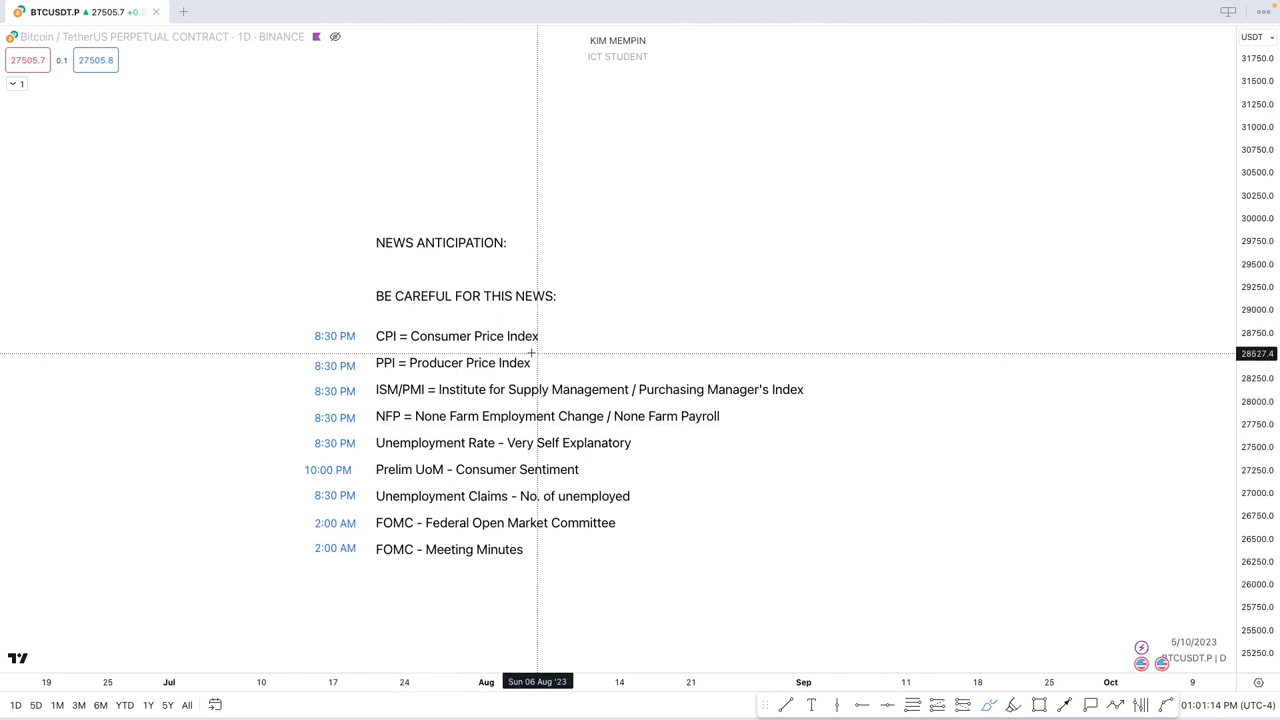 BTCUSDT.P ▲ 27505.7 +0.
Bitcoin / TetherUS PERPETUAL CONTRACT · 1D · BINANCE
KIM MEMPIN
USDT
27505.7 0.1 27505.8
ICT STUDENT
1
31750.0
31500.0
31250.0
31000.0
30750.0
30500.0
30250.0
30000.0
29750.0
29500.0
29250.0
29000.0
28750.0
28527.4
28250.0
28000.0
27750.0
27500.0
27250.0
27000.0
26750.0
26500.0
26250.0
26000.0
25750.0
25500.0
25250.0
NEWS ANTICIPATION:
BE CAREFUL FOR THIS NEWS:
8:30 PM CPI = Consumer Price Index
8:30 PM PPI = Producer Price Index
8:30 PM ISM/PMI = Institute for Supply Management / Purchasing Manager's Index
8:30 PM NFP = None Farm Employment Change / None Farm Payroll
8:30 PM Unemployment Rate - Very Self Explanatory
10:00 PM Prelim UoM - Consumer Sentiment
8:30 PM Unemployment Claims - No. of unemployed
2:00 AM FOMC - Federal Open Market Committee
2:00 AM FOMC - Meeting Minutes
5/10/2023
BTCUSDT.P | D
19 Jul 10 17 24 Aug Sun 06 Aug '23 14 21 Sep 11 18 25 Oct 9
1D 5D 1M 3M 6M YTD 1Y 5Y All
01:01:14 PM (UTC-4)